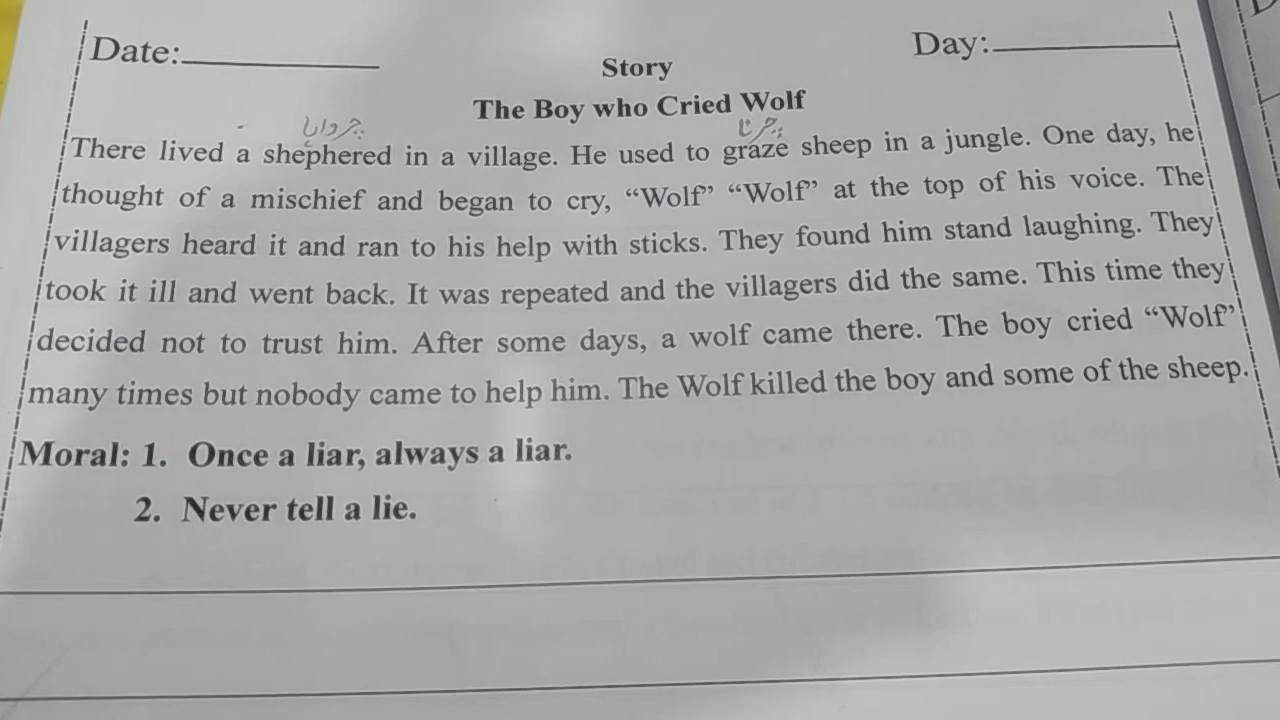 Date:
Day:
Story
The Boy who Cried Wolf
چرواہا
چرنا
There lived a shephered in a village. He used to graze sheep in a jungle. One day, he
thought of a mischief and began to cry, “Wolf” “Wolf” at the top of his voice. The
villagers heard it and ran to his help with sticks. They found him stand laughing. They
took it ill and went back. It was repeated and the villagers did the same. This time they
decided not to trust him. After some days, a wolf came there. The boy cried “Wolf”
many times but nobody came to help him. The Wolf killed the boy and some of the sheep.
Moral: 1. Once a liar, always a liar.
2. Never tell a lie.